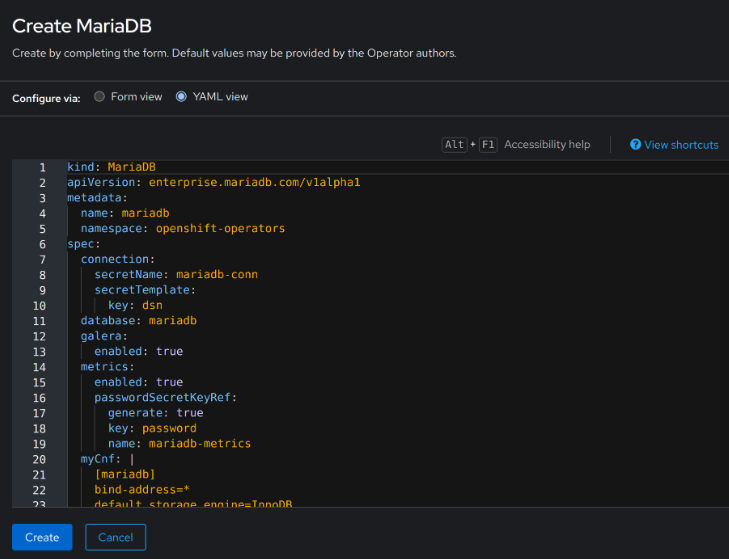 Create MariaDB
Create by completing the form. Default values may be provided by the Operator authors.
Configure via: Form view YAML view
Alt + F1 Accessibility help View shortcuts
1 kind: MariaDB
2 apiVersion: enterprise.mariadb.com/v1alpha1
3 metadata:
4   name: mariadb
5   namespace: openshift-operators
6 spec:
7   connection:
8     secretName: mariadb-conn
9     secretTemplate:
10       key: dsn
11   database: mariadb
12   galera:
13     enabled: true
14   metrics:
15     enabled: true
16     passwordSecretKeyRef:
17       generate: true
18       key: password
19       name: mariadb-metrics
20   myCnf: |
21     [mariadb]
22     bind-address=*
23     default_storage_engine=InnoDB
Create Cancel